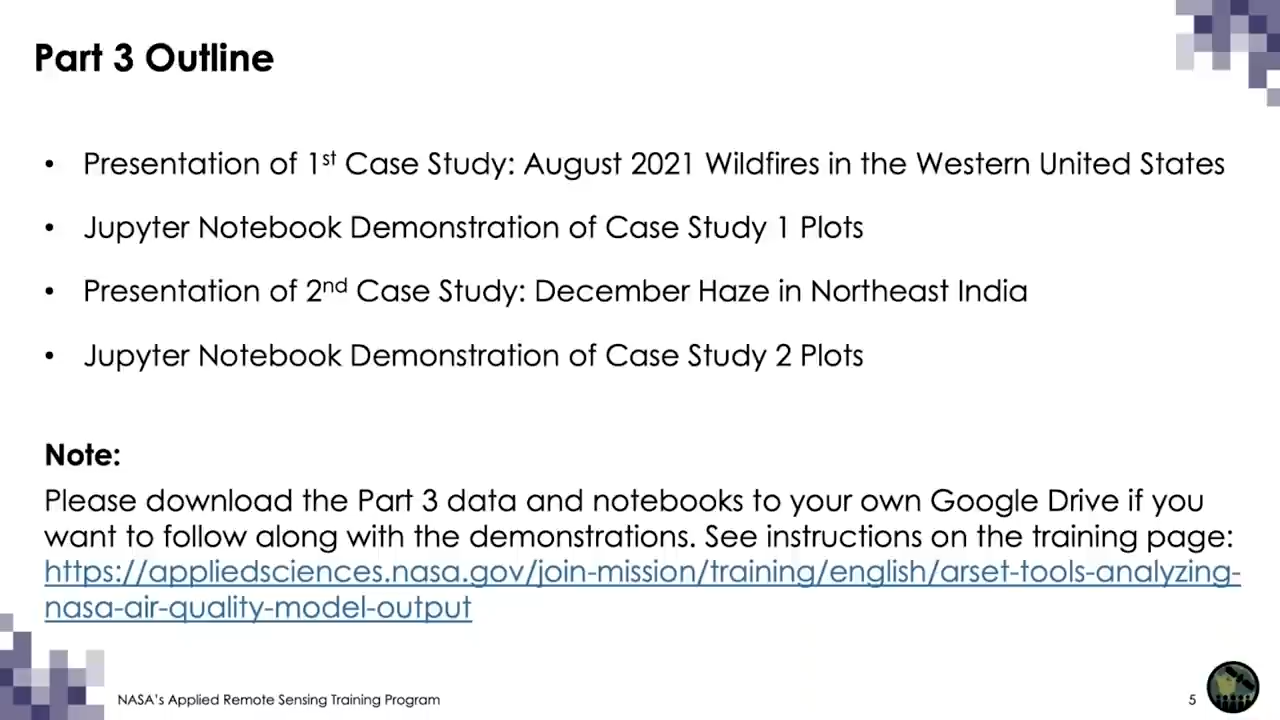 Part 3 Outline
• Presentation of 1st Case Study: August 2021 Wildfires in the Western United States
• Jupyter Notebook Demonstration of Case Study 1 Plots
• Presentation of 2nd Case Study: December Haze in Northeast India
• Jupyter Notebook Demonstration of Case Study 2 Plots
Note:
Please download the Part 3 data and notebooks to your own Google Drive if you
want to follow along with the demonstrations. See instructions on the training page:
https://appliedsciences.nasa.gov/join-mission/training/english/arset-tools-analyzing-
nasa-air-quality-model-output
NASA's Applied Remote Sensing Training Program
5